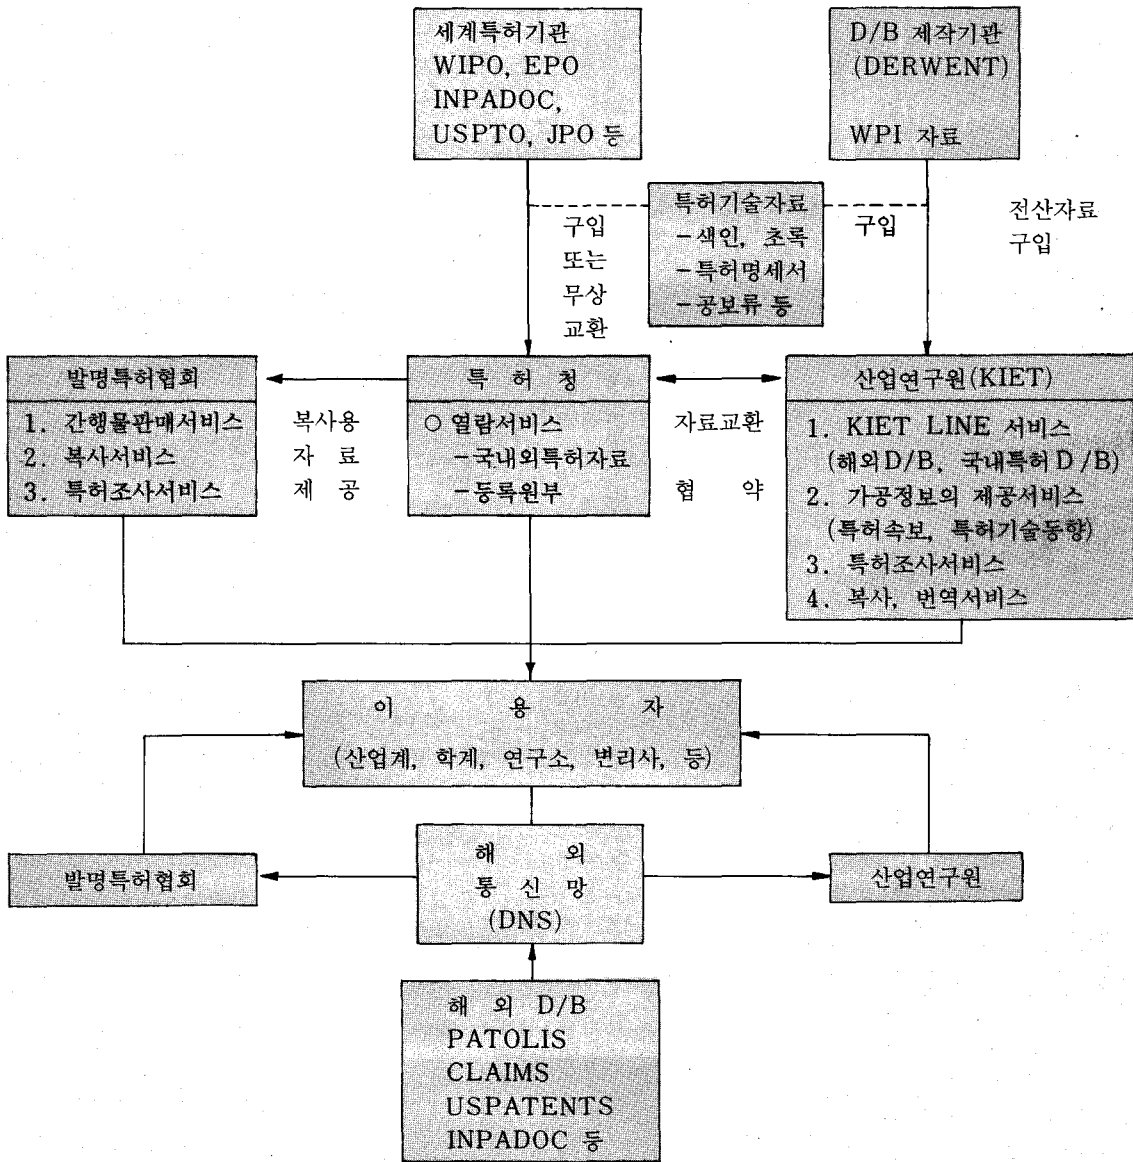 세계특허기관
WIPO, EPO
INPADOC,
USPTO, JPO 등
D/B 제작기관
(DERWENT)
WPI 자료
구입
또는
무상
교환
특허기술자료
-색인, 초록
-특허명세서
-공보류 등
구입
전산자료
구입
발명특허협회
1. 간행물판매서비스
2. 복사서비스
3. 특허조사서비스
복사용
자 료
제 공
특 허 청
○ 열람서비스
-국내외특허자료
-등록원부
자료교환
협 약
산업연구원(KIET)
1. KIET LINE 서비스
(해외D/B, 국내특허D/B)
2. 가공정보의 제공서비스
(특허속보, 특허기술동향)
3. 특허조사서비스
4. 복사, 번역서비스
이 용 자
(산업계, 학계, 연구소, 변리사, 등)
발명특허협회
해 외
통 신 망
(DNS)
산업연구원
해 외 D/B
PATOLIS
CLAIMS
USPATENTS
INPADOC 등